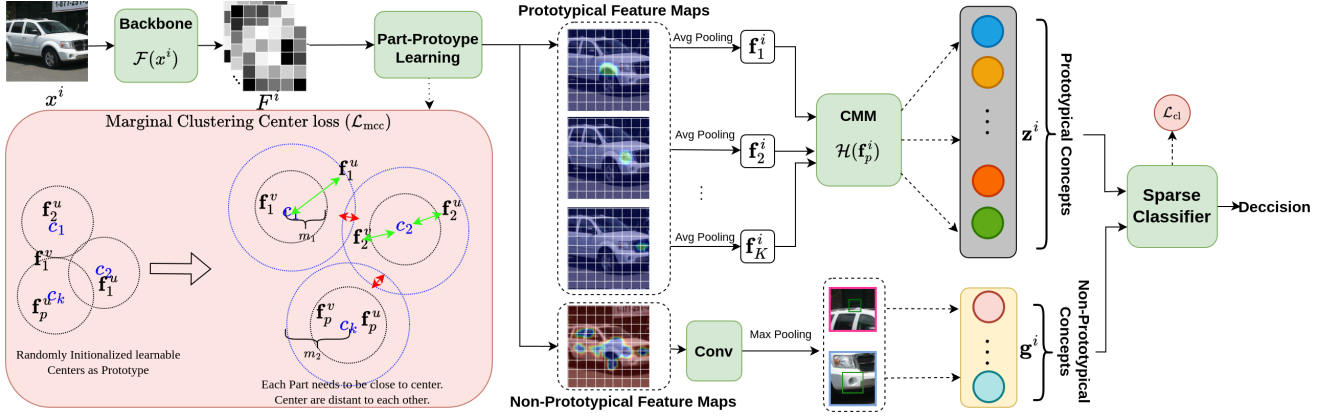 Backbone
F(x^i)
x^i
F^i
Part-Protoype
Learning
Marginal Clustering Center loss (L_mcc)
f_2^u
c_1
f_1^v
c_2
f_1^u
f_p^u
c_k
Randomly Initionalized learnable
Centers as Prototype
f_1^u
f_1^v
c_1
m_1
f_2^u
c_2
f_2^v
f_p^v
c_k
f_p^u
m_2
Each Part needs to be close to center.
Center are distant to each other.
Prototypical Feature Maps
Avg Pooling
f_1^i
Avg Pooling
f_2^i
⋮
Avg Pooling
f_K^i
CMM
H(f_p^i)
z^i
Prototypical Concepts
Non-Prototypical Feature Maps
Conv
Max Pooling
g^i
Non-Prototypical
Concepts
L_cl
Sparse
Classifier
Deccision